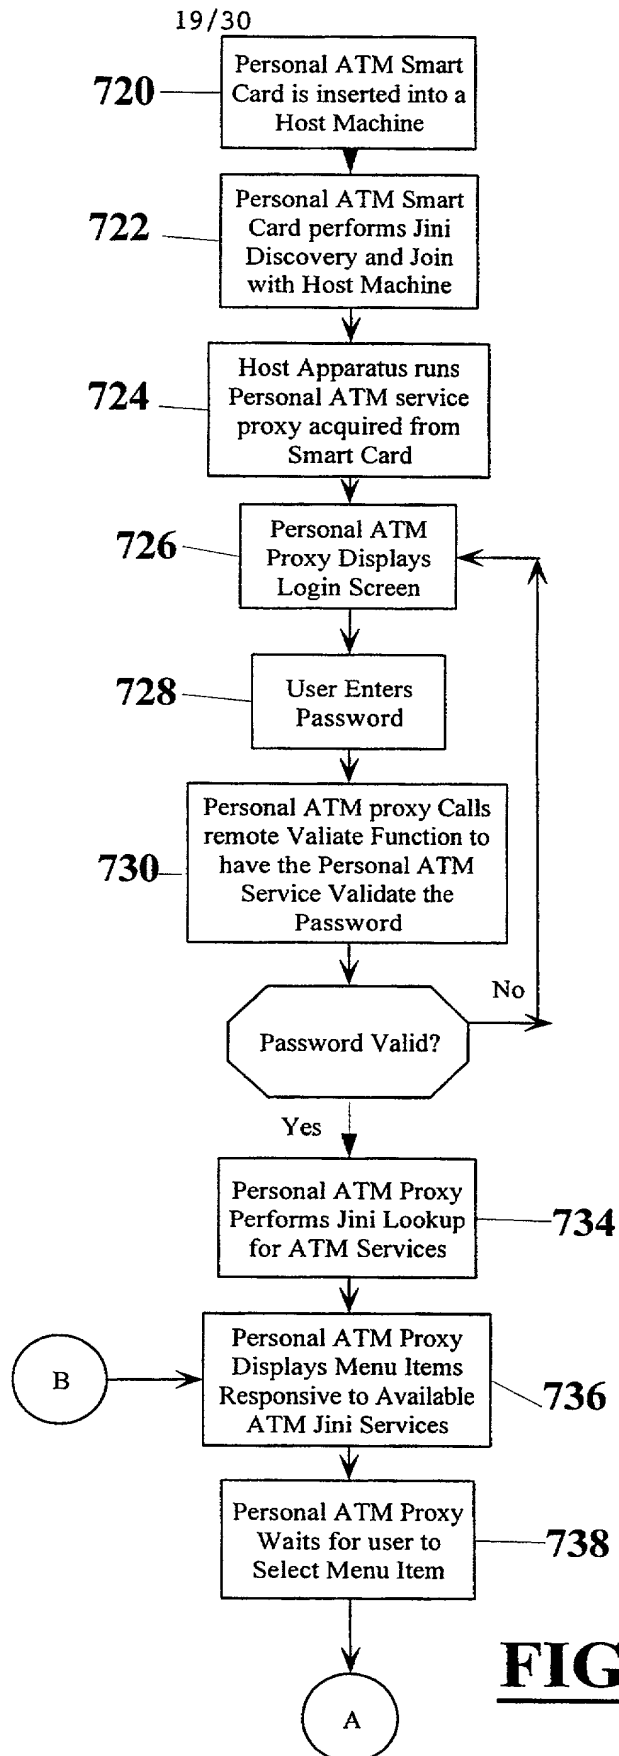 19/30
720
Personal ATM Smart
Card is inserted into a
Host Machine
722
Personal ATM Smart
Card performs Jini
Discovery and Join
with Host Machine
724
Host Apparatus runs
Personal ATM service
proxy acquired from
Smart Card
726
Personal ATM
Proxy Displays
Login Screen
728
User Enters
Password
730
Personal ATM proxy Calls
remote Valiate Function to
have the Personal ATM
Service Validate the
Password
No
Password Valid?
Yes
Personal ATM Proxy
Performs Jini Lookup
for ATM Services
734
B
Personal ATM Proxy
Displays Menu Items
Responsive to Available
ATM Jini Services
736
Personal ATM Proxy
Waits for user to
Select Menu Item
738
FIG
A